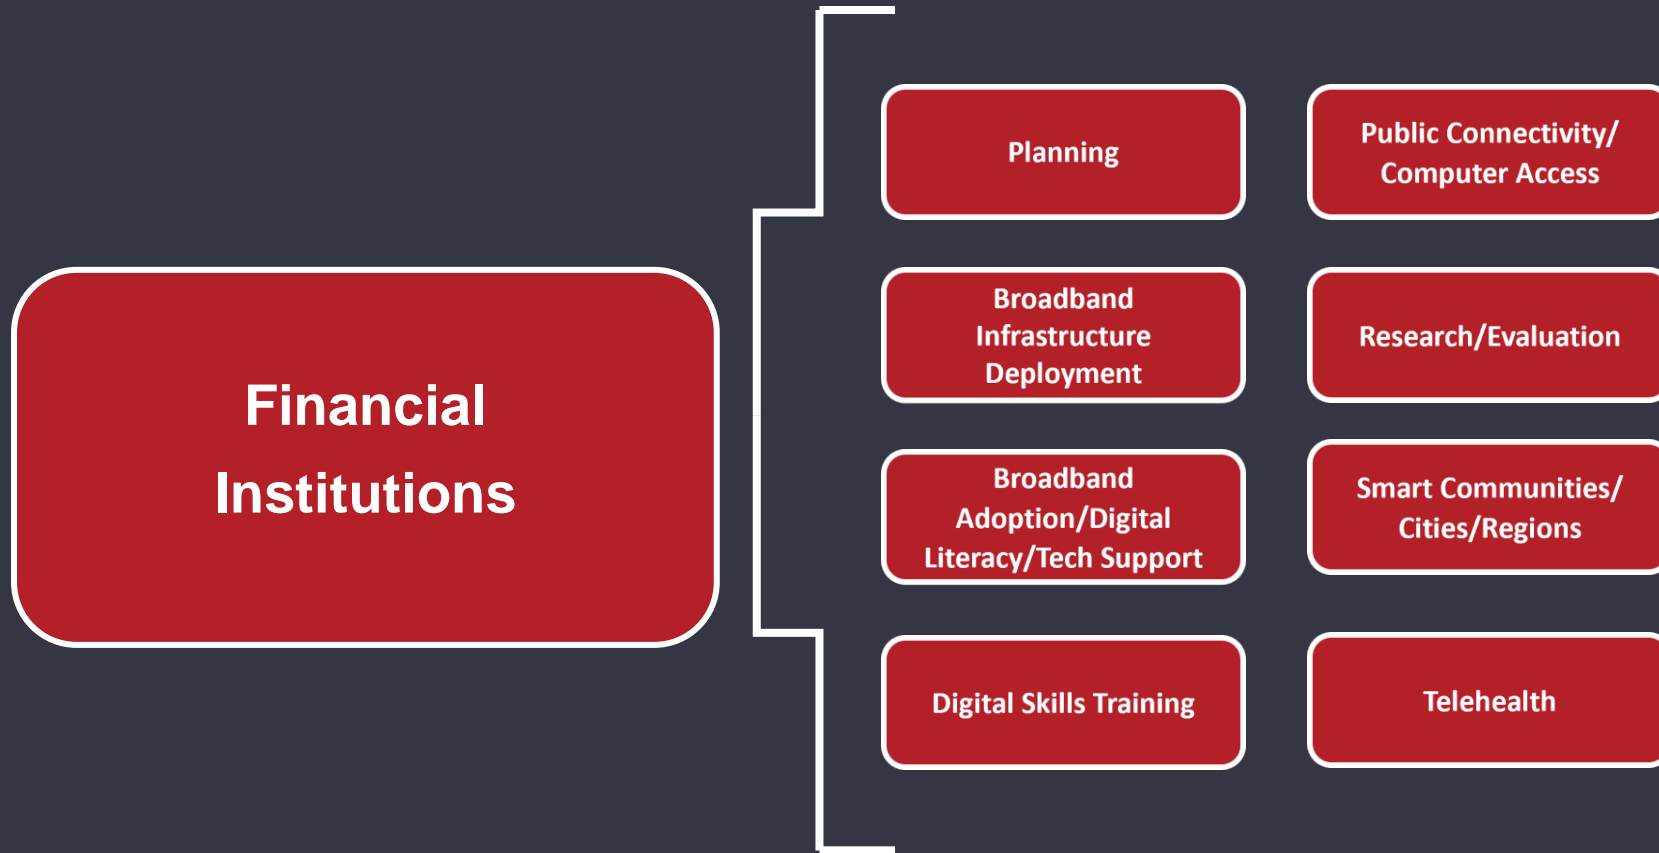 Financial
Institutions
Planning
Broadband
Infrastructure
Deployment
Broadband
Adoption/Digital
Literacy/Tech Support
Digital Skills Training
Public Connectivity/
Computer Access
Research/Evaluation
Smart Communities/
Cities/Regions
Telehealth